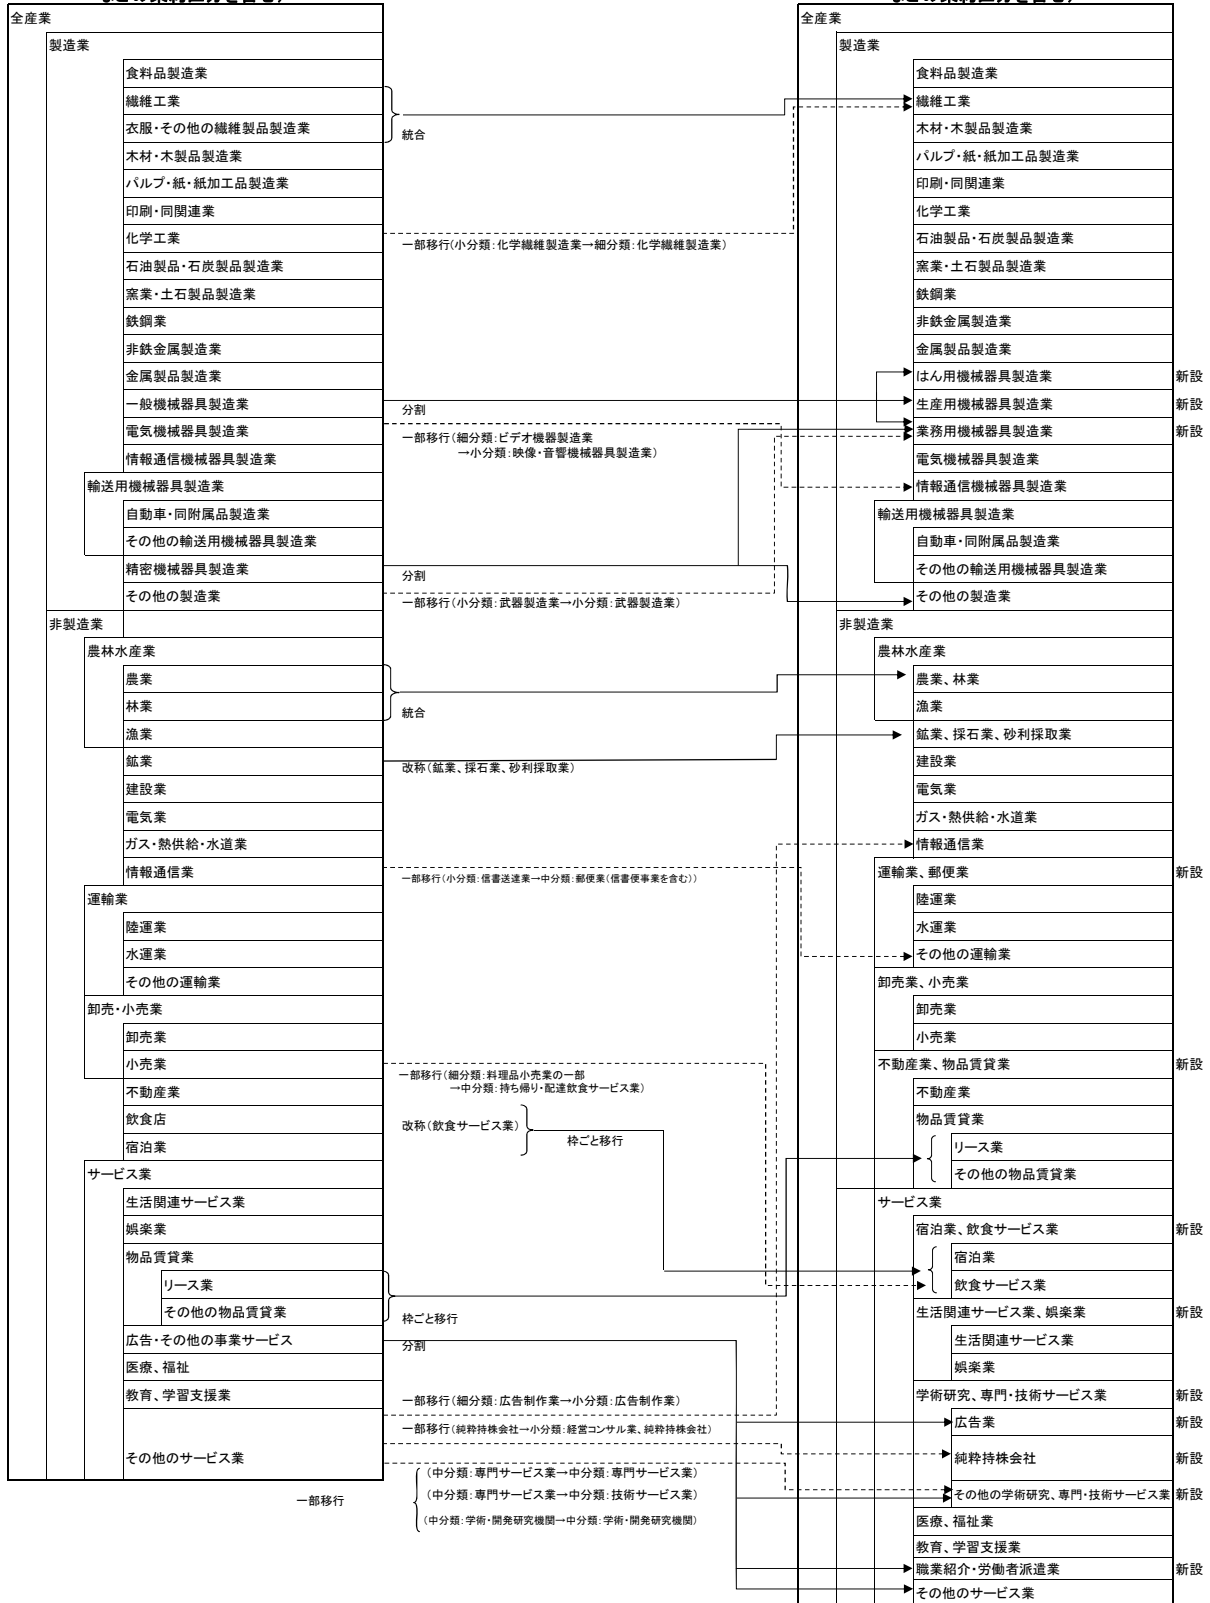 全産業
製造業
食料品製造業
繊維工業
衣服・その他の繊維製品製造業
木材・木製品製造業
パルプ・紙・紙加工品製造業
印刷・同関連業
化学工業
石油製品・石炭製品製造業
窯業・土石製品製造業
鉄鋼業
非鉄金属製造業
金属製品製造業
一般機械器具製造業
電気機械器具製造業
情報通信機械器具製造業
輸送用機械器具製造業
自動車・同附属品製造業
その他の輸送用機械器具製造業
精密機械器具製造業
その他の製造業
非製造業
農林水産業
農業
林業
漁業
鉱業
建設業
電気業
ガス・熱供給・水道業
情報通信業
運輸業
陸運業
水運業
その他の運輸業
卸売・小売業
卸売業
小売業
不動産業
飲食店
宿泊業
サービス業
生活関連サービス業
娯楽業
物品賃貸業
リース業
その他の物品賃貸業
広告・その他の事業サービス
医療、福祉
教育、学習支援業
その他のサービス業
統合
一部移行(小分類:化学繊維製造業→細分類:化学繊維製造業)
分割
一部移行(細分類:ビデオ機器製造業
→小分類:映像・音響機械器具製造業)
分割
一部移行(小分類:武器製造業→小分類:武器製造業)
統合
改称(鉱業、採石業、砂利採取業)
一部移行(小分類:信書送達業→中分類:郵便業(信書便事業を含む))
一部移行(細分類:料理品小売業の一部
→中分類:持ち帰り・配達飲食サービス業)
改称(飲食サービス業)
枠ごと移行
枠ごと移行
分割
一部移行(細分類:広告制作業→小分類:広告制作業)
一部移行(純粋持株会社→小分類:経営コンサル業、純粋持株会社)
一部移行
(中分類:専門サービス業→中分類:専門サービス業)
(中分類:専門サービス業→中分類:技術サービス業)
(中分類:学術・開発研究機関→中分類:学術・開発研究機関)
全産業
製造業
食料品製造業
繊維工業
木材・木製品製造業
パルプ・紙・紙加工品製造業
印刷・同関連業
化学工業
石油製品・石炭製品製造業
窯業・土石製品製造業
鉄鋼業
非鉄金属製造業
金属製品製造業
はん用機械器具製造業 新設
生産用機械器具製造業 新設
業務用機械器具製造業 新設
電気機械器具製造業
情報通信機械器具製造業
輸送用機械器具製造業
自動車・同附属品製造業
その他の輸送用機械器具製造業
その他の製造業
非製造業
農林水産業
農業、林業
漁業
鉱業、採石業、砂利採取業
建設業
電気業
ガス・熱供給・水道業
情報通信業
運輸業、郵便業 新設
陸運業
水運業
その他の運輸業
卸売業、小売業
卸売業
小売業
不動産業、物品賃貸業 新設
不動産業
物品賃貸業
リース業
その他の物品賃貸業
サービス業
宿泊業、飲食サービス業 新設
宿泊業
飲食サービス業
生活関連サービス業、娯楽業 新設
生活関連サービス業
娯楽業
学術研究、専門・技術サービス業 新設
広告業 新設
純粋持株会社 新設
その他の学術研究、専門・技術サービス業 新設
医療、福祉業
教育、学習支援業
職業紹介・労働者派遣業 新設
その他のサービス業